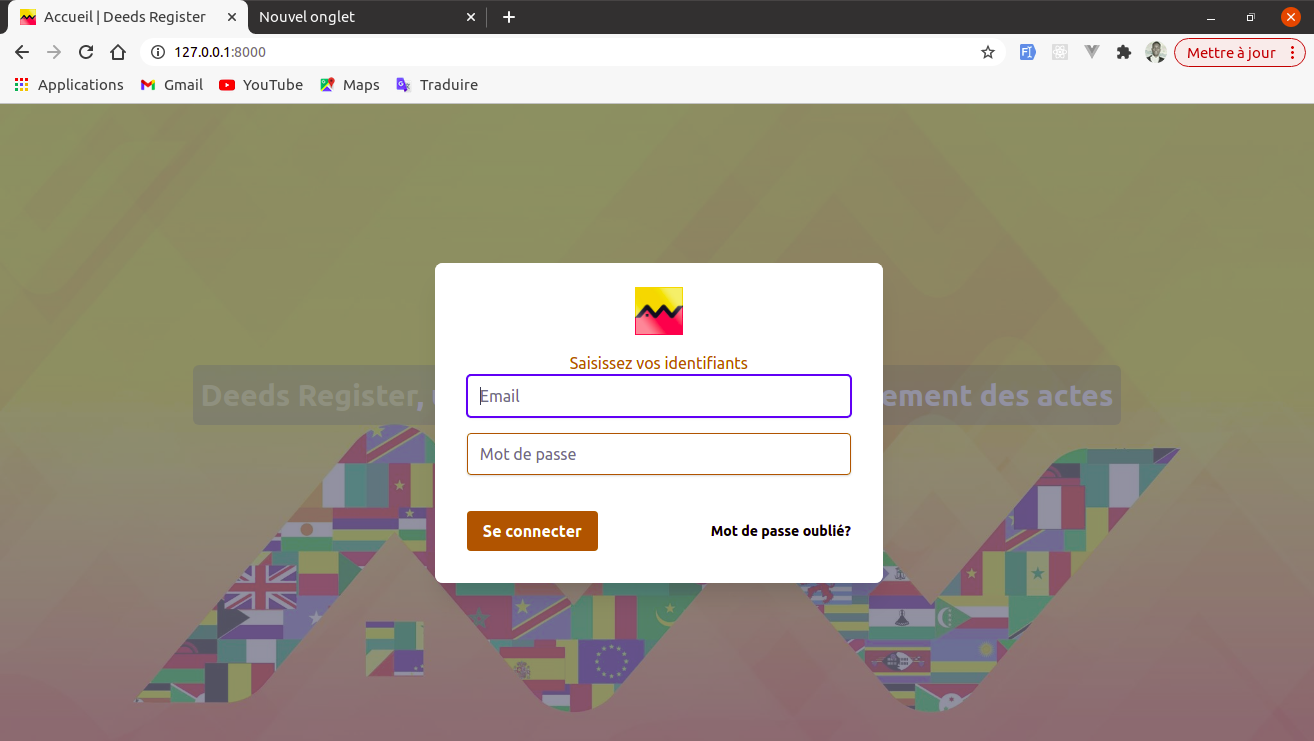 Accueil | Deeds Register
Nouvel onglet
127.0.0.1:8000
Mettre à jour
Applications
Gmail
YouTube
Maps
Traduire
Saisissez vos identifiants
Deeds Register, ement des actes
Email
Mot de passe
Se connecter
Mot de passe oublié?